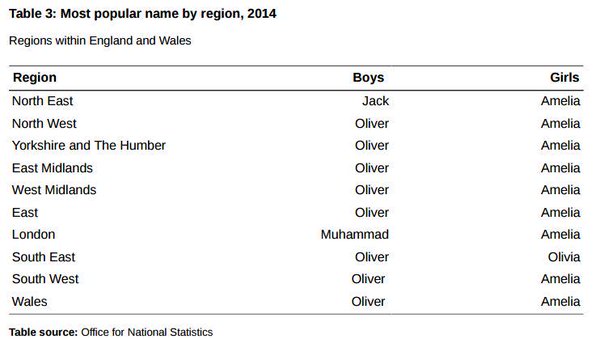 Table 3: Most popular name by region, 2014
Regions within England and Wales
Region Boys Girls
North East Jack Amelia
North West Oliver Amelia
Yorkshire and The Humber Oliver Amelia
East Midlands Oliver Amelia
West Midlands Oliver Amelia
East Oliver Amelia
London Muhammad Amelia
South East Oliver Olivia
South West Oliver Amelia
Wales Oliver Amelia
Table source: Office for National Statistics